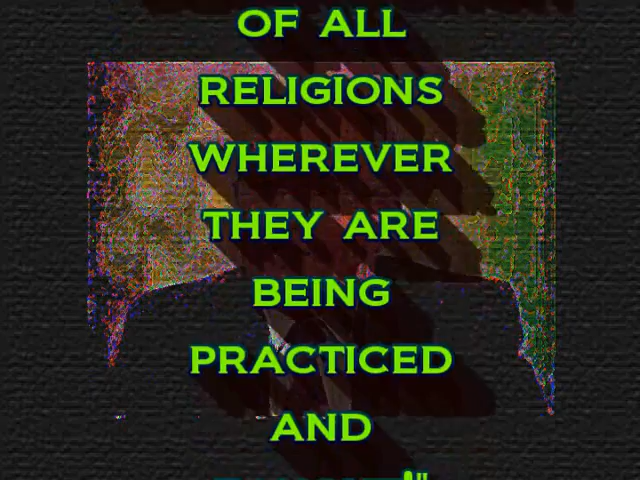 OF ALL
RELIGIONS
WHEREVER
THEY ARE
BEING
PRACTICED
AND